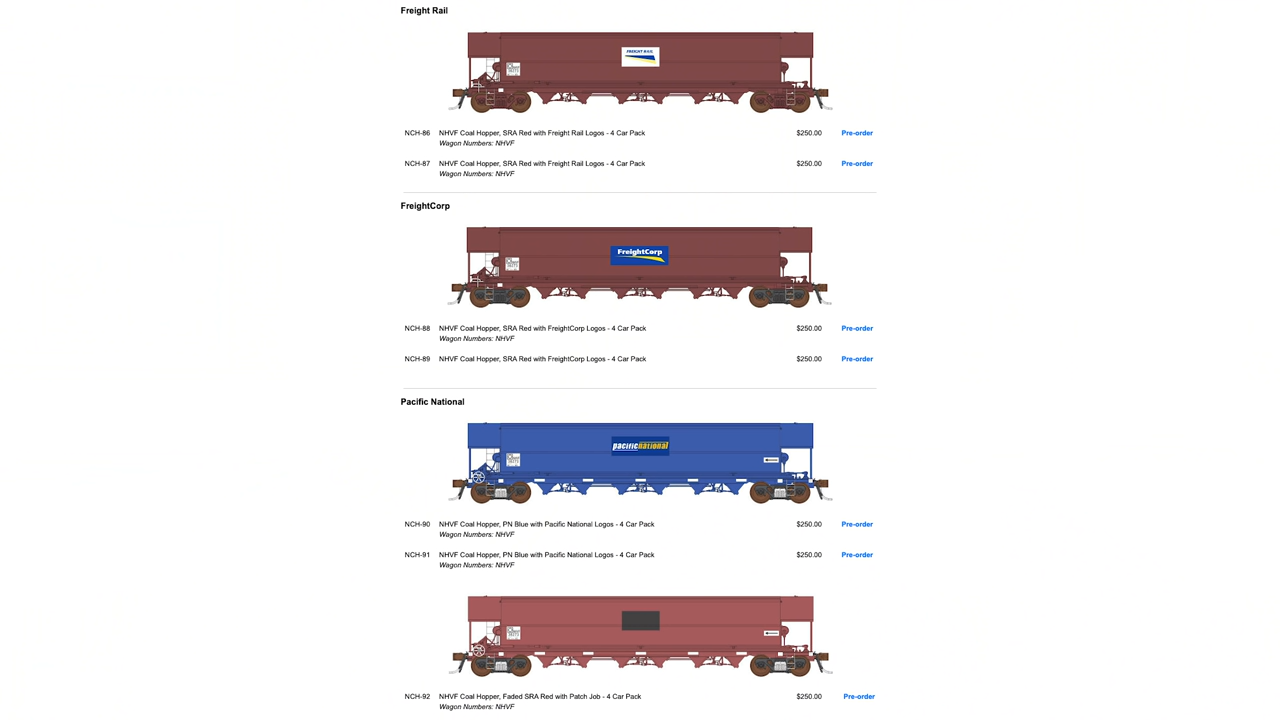 Freight Rail
FREIGHT RAIL
NCH-86 NHVF Coal Hopper, SRA Red with Freight Rail Logos - 4 Car Pack $250.00 Pre-order
Wagon Numbers: NHVF
NCH-87 NHVF Coal Hopper, SRA Red with Freight Rail Logos - 4 Car Pack $250.00 Pre-order
Wagon Numbers: NHVF
FreightCorp
FreightCorp
NCH-88 NHVF Coal Hopper, SRA Red with FreightCorp Logos - 4 Car Pack $250.00 Pre-order
Wagon Numbers: NHVF
NCH-89 NHVF Coal Hopper, SRA Red with FreightCorp Logos - 4 Car Pack $250.00 Pre-order
Pacific National
pacificnational
NCH-90 NHVF Coal Hopper, PN Blue with Pacific National Logos - 4 Car Pack $250.00 Pre-order
Wagon Numbers: NHVF
NCH-91 NHVF Coal Hopper, PN Blue with Pacific National Logos - 4 Car Pack $250.00 Pre-order
Wagon Numbers: NHVF
NCH-92 NHVF Coal Hopper, Faded SRA Red with Patch Job - 4 Car Pack $250.00 Pre-order
Wagon Numbers: NHVF